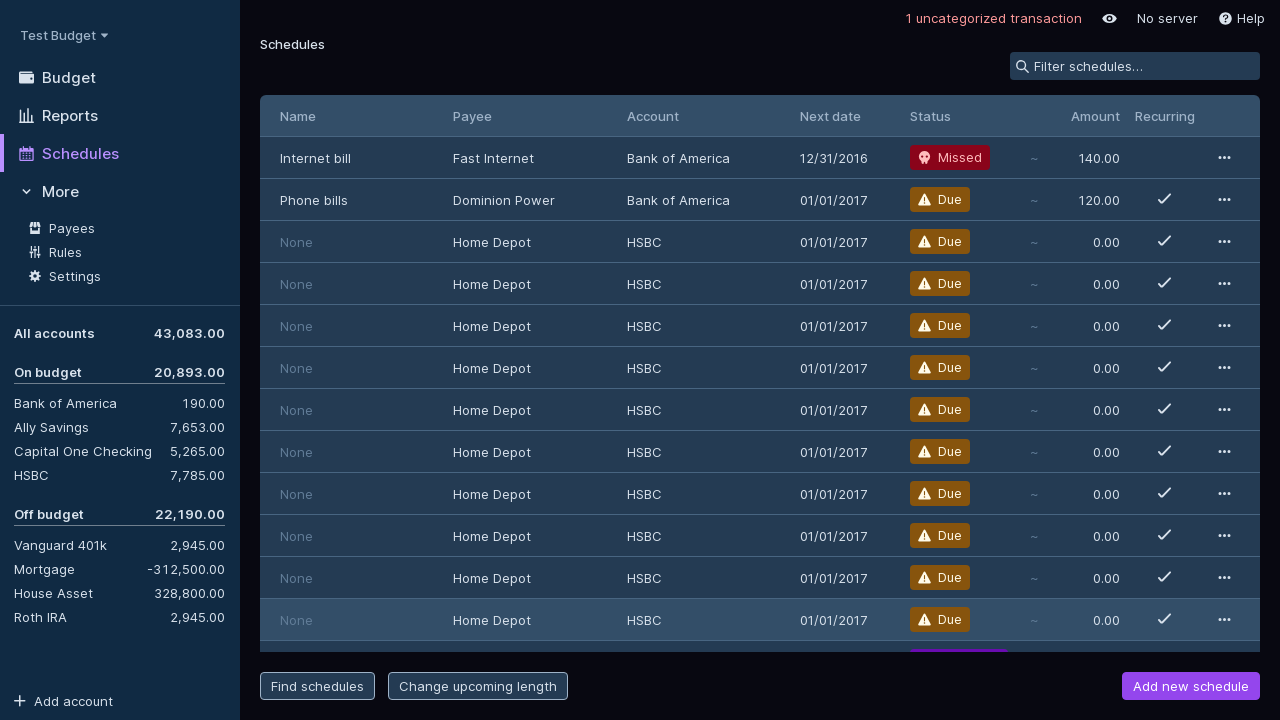 Test Budget
Budget
Reports
Schedules
More
Payees
Rules
Settings
All accounts 43,083.00
On budget 20,893.00
Bank of America 190.00
Ally Savings 7,653.00
Capital One Checking 5,265.00
HSBC 7,785.00
Off budget 22,190.00
Vanguard 401k 2,945.00
Mortgage -312,500.00
House Asset 328,800.00
Roth IRA 2,945.00
Add account
1 uncategorized transaction No server Help
Schedules
Filter schedules...
Name Payee Account Next date Status Amount Recurring
Internet bill Fast Internet Bank of America 12/31/2016 Missed ~ 140.00
Phone bills Dominion Power Bank of America 01/01/2017 Due ~ 120.00
None Home Depot HSBC 01/01/2017 Due ~ 0.00
None Home Depot HSBC 01/01/2017 Due ~ 0.00
None Home Depot HSBC 01/01/2017 Due ~ 0.00
None Home Depot HSBC 01/01/2017 Due ~ 0.00
None Home Depot HSBC 01/01/2017 Due ~ 0.00
None Home Depot HSBC 01/01/2017 Due ~ 0.00
None Home Depot HSBC 01/01/2017 Due ~ 0.00
None Home Depot HSBC 01/01/2017 Due ~ 0.00
None Home Depot HSBC 01/01/2017 Due ~ 0.00
None Home Depot HSBC 01/01/2017 Due ~ 0.00
Find schedules Change upcoming length Add new schedule